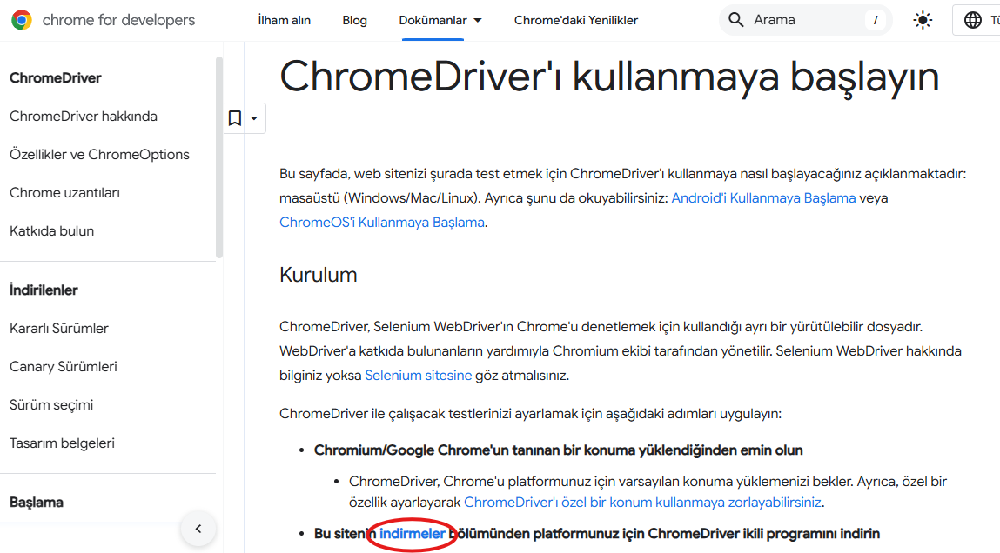 chrome for developers
İlham alın
Blog
Dokümanlar
Chrome'daki Yenilikler
Arama
/
ChromeDriver
ChromeDriver hakkında
Özellikler ve ChromeOptions
Chrome uzantıları
Katkıda bulun
İndirilenler
Kararlı Sürümler
Canary Sürümleri
Sürüm seçimi
Tasarım belgeleri
Başlama
ChromeDriver'ı kullanmaya başlayın
Bu sayfada, web sitenizi şurada test etmek için ChromeDriver'ı kullanmaya nasıl başlayacağınız açıklanmaktadır:
masaüstü (Windows/Mac/Linux). Ayrıca şunu da okuyabilirsiniz: Android'i Kullanmaya Başlama veya
ChromeOS'i Kullanmaya Başlama.
Kurulum
ChromeDriver, Selenium WebDriver'ın Chrome'u denetlemek için kullandığı ayrı bir yürütülebilir dosyadır.
WebDriver'a katkıda bulunanların yardımıyla Chromium ekibi tarafından yönetilir. Selenium WebDriver hakkında
bilginiz yoksa Selenium sitesine göz atmalısınız.
ChromeDriver ile çalışacak testlerinizi ayarlamak için aşağıdaki adımları uygulayın:
• Chromium/Google Chrome'un tanınan bir konuma yüklendiğinden emin olun
• ChromeDriver, Chrome'u platformunuz için varsayılan konuma yüklemenizi bekler. Ayrıca, özel bir
özellik ayarlayarak ChromeDriver'ı özel bir konum kullanmaya zorlayabilirsiniz.
• Bu sitenin indirmeler bölümünden platformunuz için ChromeDriver ikili programını indirin